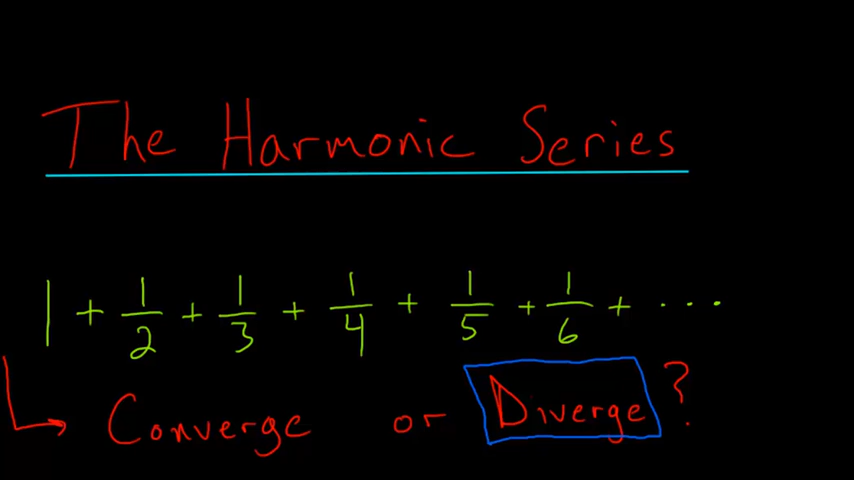 The Harmonic Series
1 + 1/2 + 1/3 + 1/4 + 1/5 + 1/6 + ...
Converge or Diverge?